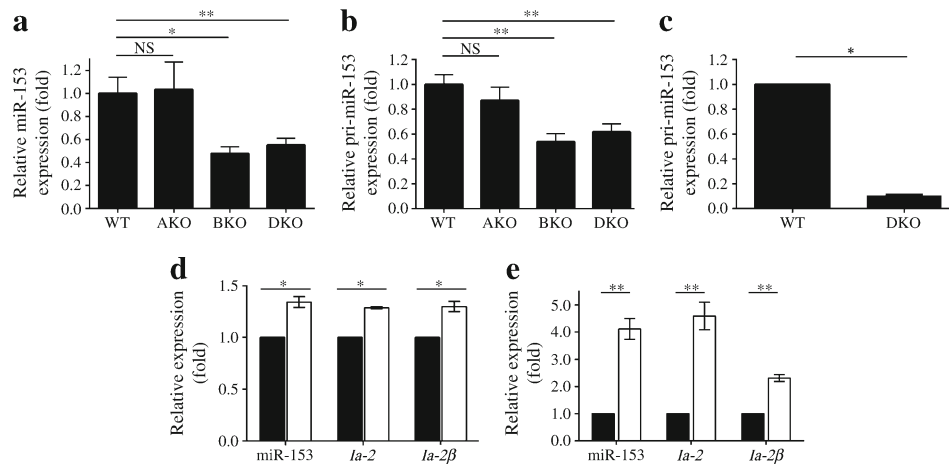 a
**
*
NS
Relative miR-153
expression (fold)
1.2
1.0
0.8
0.6
0.4
0.2
0.0
WT AKO BKO DKO
b
**
**
NS
Relative pri-miR-153
expression (fold)
1.2
1.0
0.8
0.6
0.4
0.2
0.0
WT AKO BKO DKO
c
*
Relative pri-miR-153
expression (fold)
1.2
1.0
0.8
0.6
0.4
0.2
0.0
WT DKO
d
* * *
Relative expression
(fold)
1.5
1.0
0.5
0.0
miR-153 Ia-2 Ia-2β
e
** ** **
Relative expression
(fold)
5.0
4.0
3.0
2.0
1.0
0.0
miR-153 Ia-2 Ia-2β